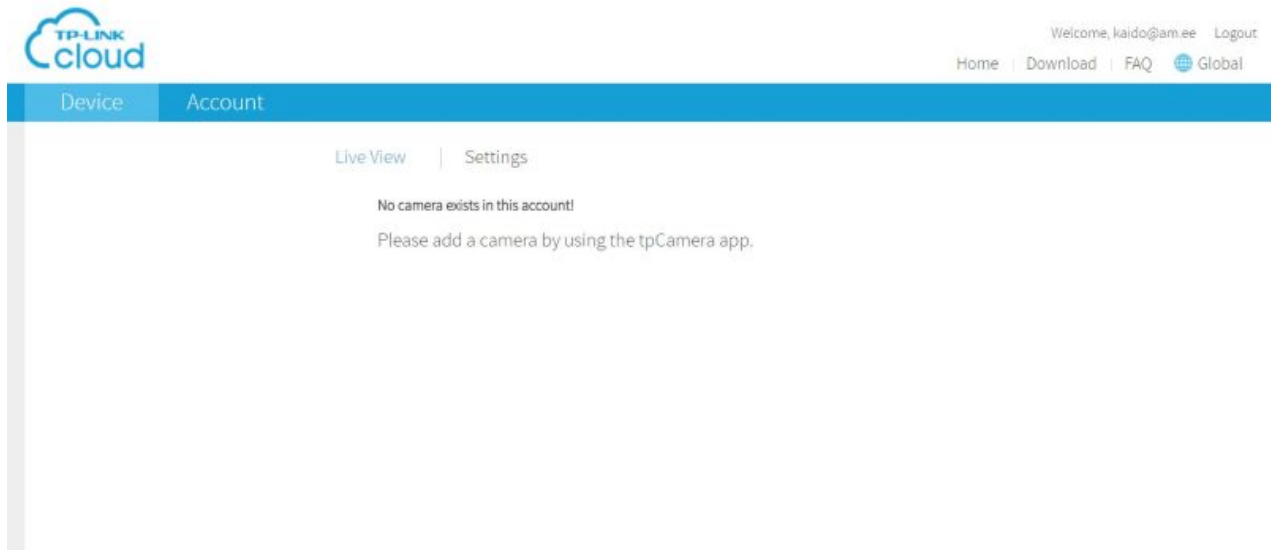 TP-LINK
cloud
Welcome, kaido@am.ee Logout
Home Download FAQ Global
Device Account
Live View Settings
No camera exists in this account!
Please add a camera by using the tpCamera app.